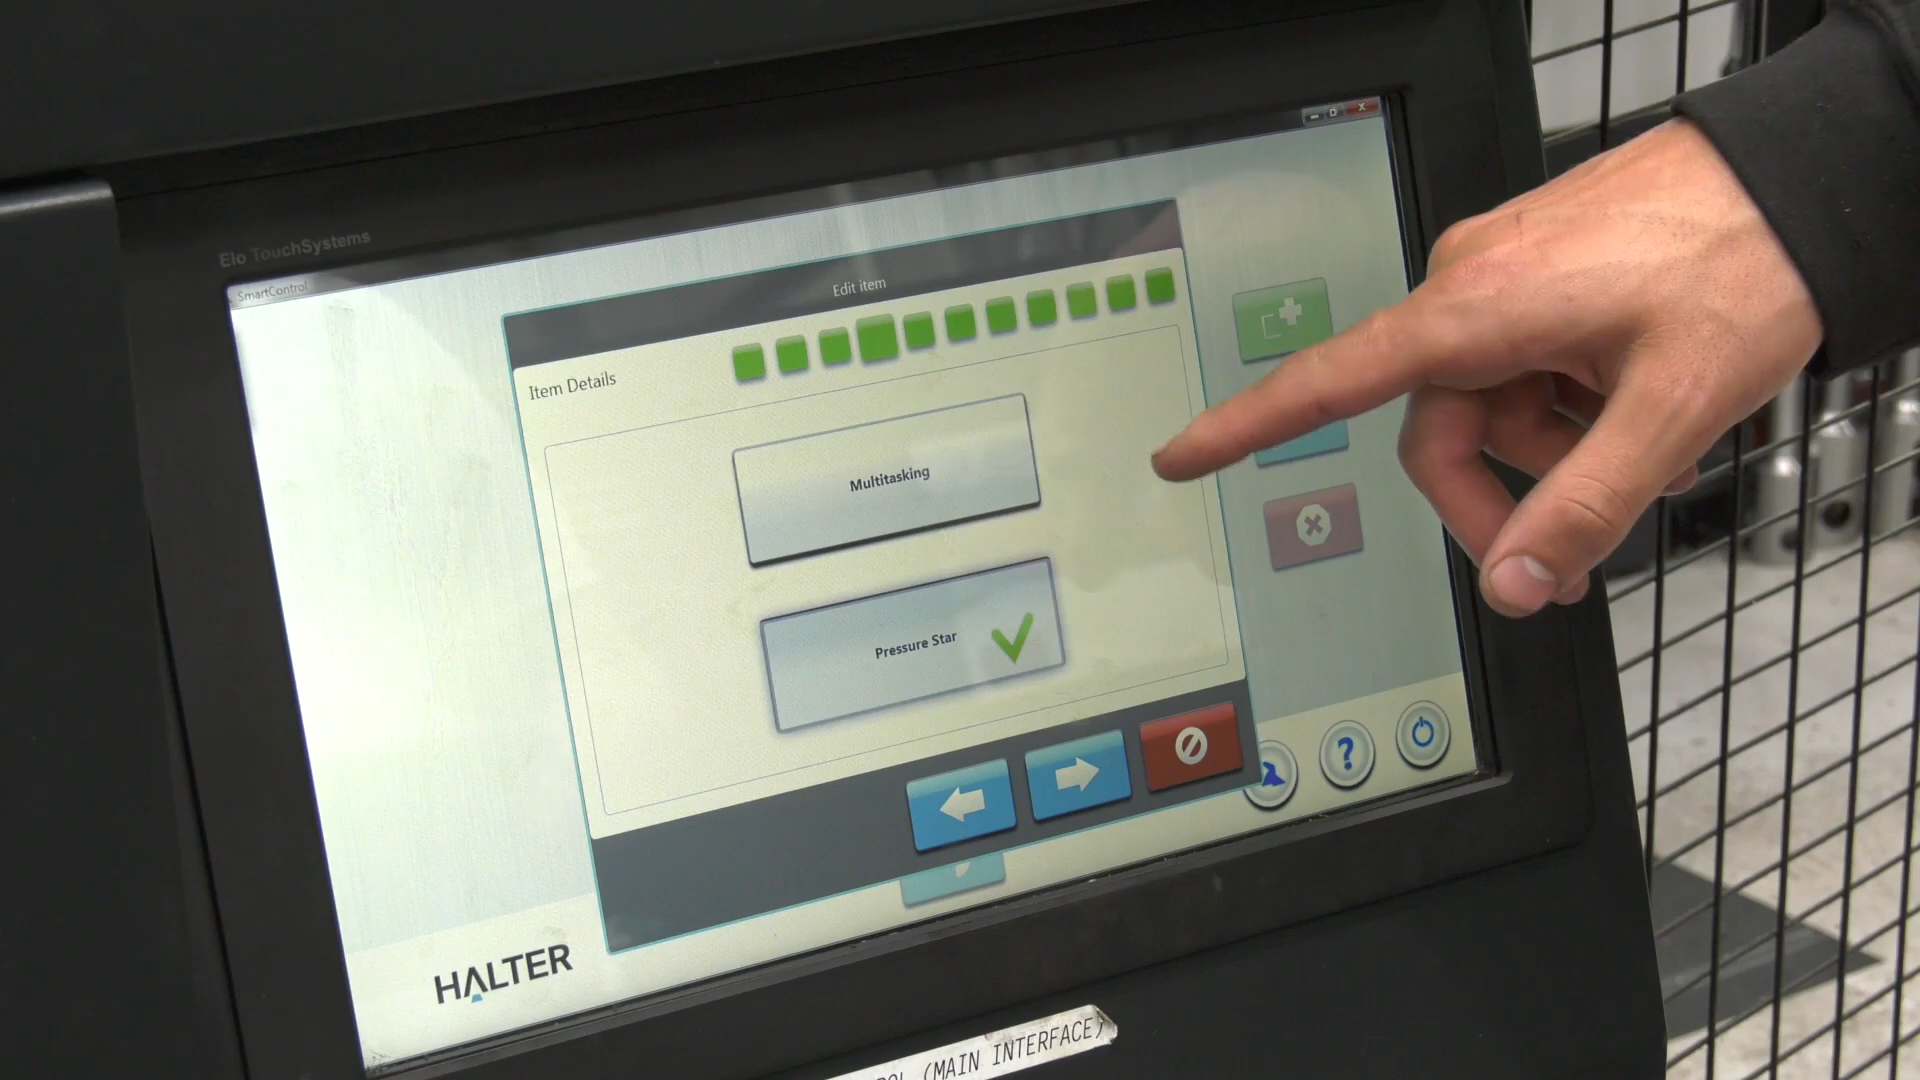 Elo TouchSystems
SmartControl
Edit item
Item Details
Multitasking
Pressure Star
?
HALTER
(MAIN INTERFACE)